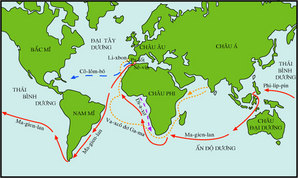 BẮC MĨ
ĐẠI TÂY
DƯƠNG
CHÂU ÂU
CHÂU Á
Li-xbon
Cô-lôm-bô
THÁI
BÌNH
DƯƠNG
Phi-líp-pin
THÁI
BÌNH
DƯƠNG
CHÂU PHI
NAM MĨ
Va-xcô đơ Ga-ma
Ma-gien-lan
Ma-gien-lan
Ma-gien-lan
ẤN ĐỘ DƯƠNG
CHÂU
ĐẠI DƯƠNG